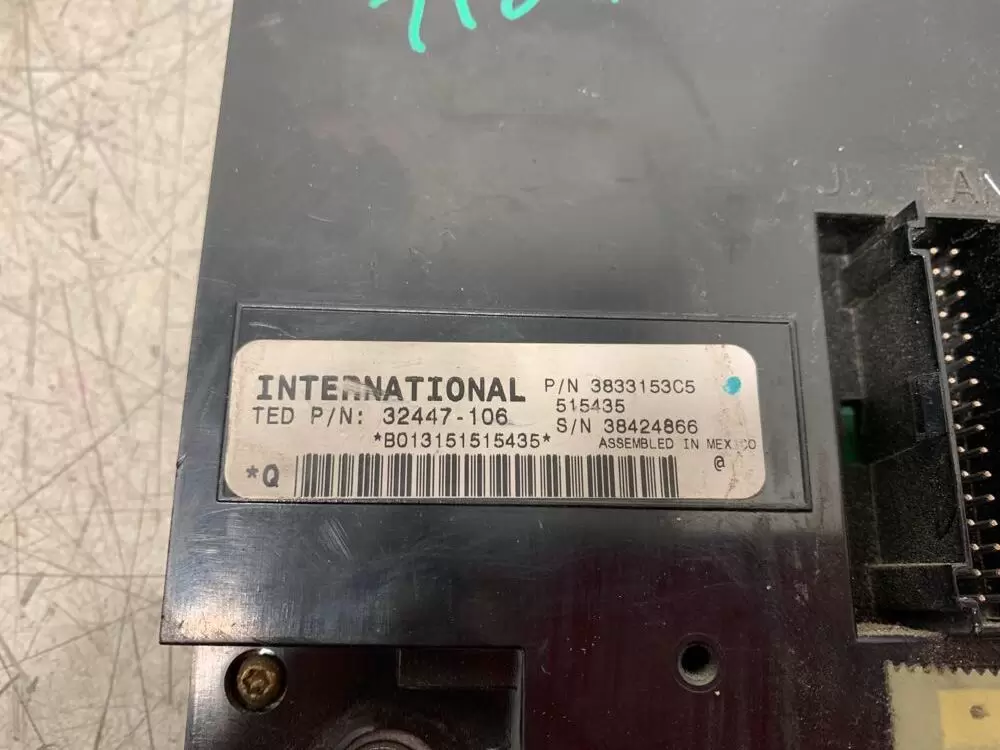 INTERNATIONAL P/N 3833153C5
515435
TED P/N: 32447-106 S/N 38424866
*B013151515435* ASSEMBLED IN MEXICO
*Q @